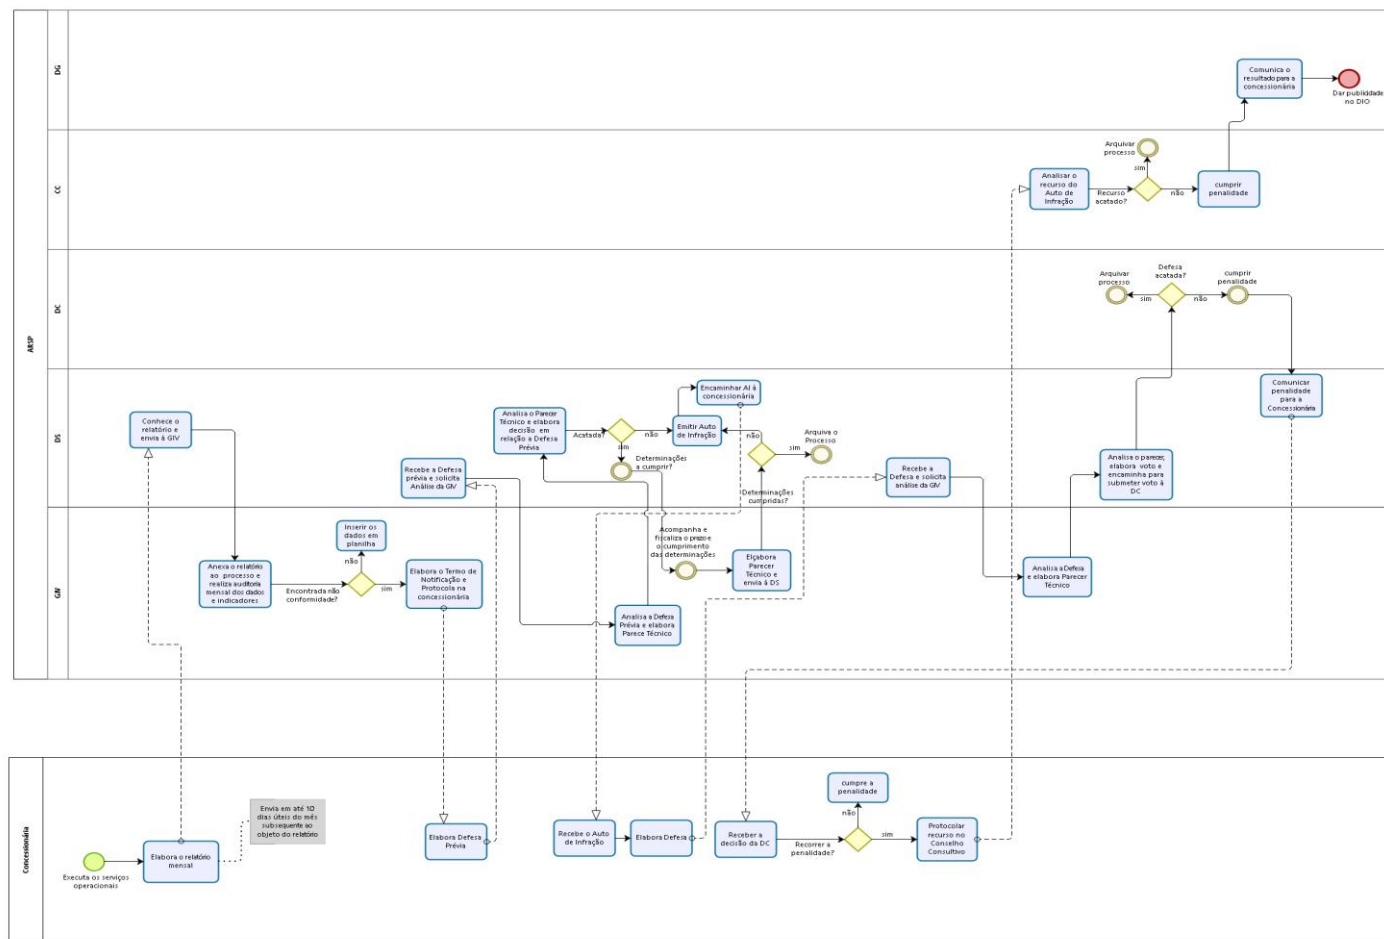 DG
Comunica o
resultado para a
concessionária
Dar publicidade
no DIO
ARSP
CC
Arquivar
processo
sim
Analisar o
recurso do
Auto de
Infração
Recurso
acatado?
não
cumprir
penalidade
DC
Defesa
acatada?
Arquivar
processo
sim
não
cumprir
penalidade
DS
Conhece o
relatório e
envia à GIV
Recebe a Defesa
prévia e solicita
Análise da GIV
Analisa o Parecer
Técnico e elabora
decisão em
relação a Defesa
Prévia
Acatada?
não
sim
Determinações
a cumprir?
Encaminhar AI à
concessionária
Emitir Auto
de Infração
não
sim
Arquiva o
Processo
Determinações
cumpridas?
Recebe a
Defesa e solicita
análise da GIV
Analisa o parecer,
elabora voto e
encaminha para
submeter voto à
DC
Comunicar
penalidade
para a
Concessionária
GIV
Anexa o relatório
ao processo e
realiza auditoria
mensal dos dados
e indicadores
Encontrada não
conformidade?
Inserir os
dados em
planilha
não
sim
Elabora o Termo de
Notificação e
Protocola na
concessionária
Analisa a Defesa
Prévia e elabora
Parece Técnico
Acompanha e
fiscaliza o prazo e
o cumprimento
das determinações
Elçabora
Parecer
Técnico e
envia à DS
Analisa a Defesa
e elabora Parecer
Técnico
Concessionária
Executa os serviços
operacionais
Elabora o relatório
mensal
Envia em até 10
dias úteis do mês
subsequente ao
objeto do relatório
Elabora Defesa
Prévia
Recebe o Auto
de Infração
Elabora Defesa
Receber a
decisão da DC
Recorrer a
penalidade?
cumpre a
penalidade
não
sim
Protocolar
recurso no
Conselho
Consultivo